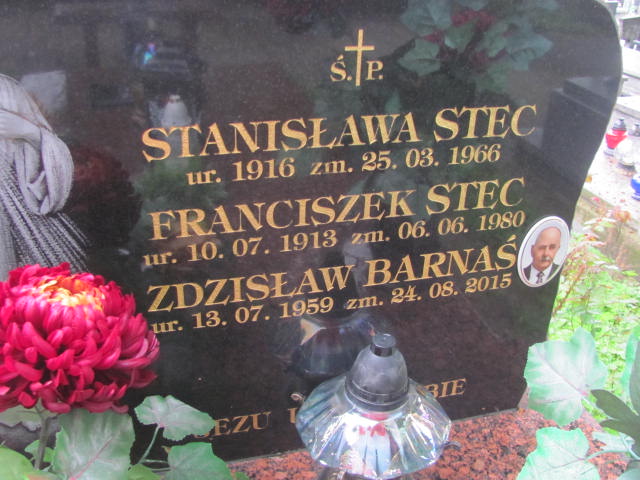 Ś. P.
STANISŁAWA STEC
ur. 1916 zm. 25. 03. 1966
FRANCISZEK STEC
ur. 10. 07. 1913 zm. 06. 06. 1980
ZDZISŁAW BARNAŚ
ur. 13. 07. 1959 zm. 24. 08. 2015